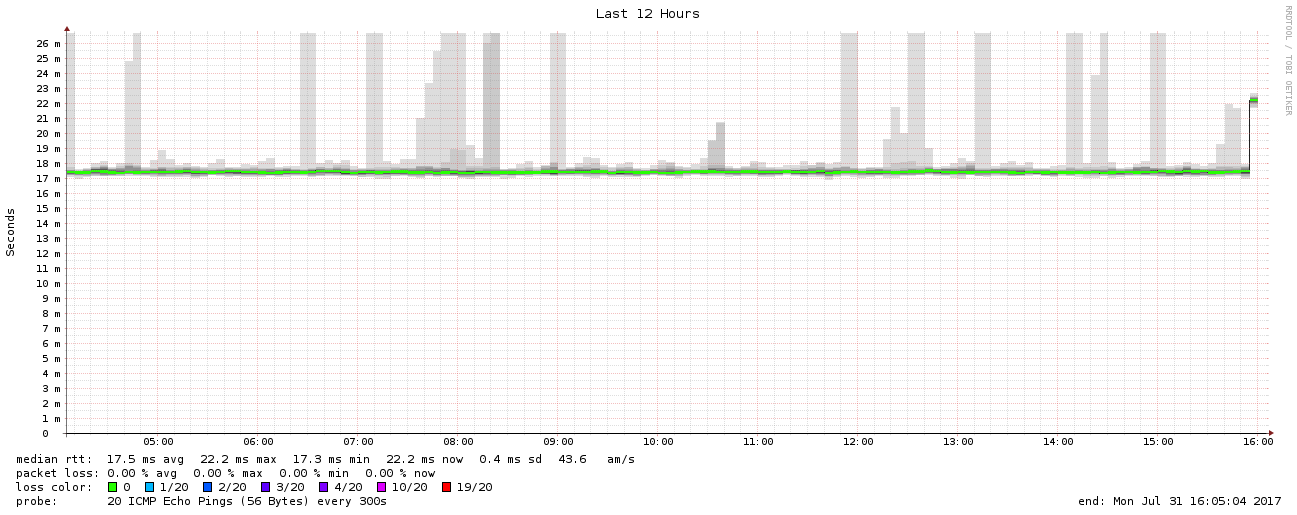 Last 12 Hours
RRDTOOL / TOBI OETIKER
Seconds
26 m
25 m
24 m
23 m
22 m
21 m
20 m
19 m
18 m
17 m
16 m
15 m
14 m
13 m
12 m
11 m
10 m
9 m
8 m
7 m
6 m
5 m
4 m
3 m
2 m
1 m
0
05:00 06:00 07:00 08:00 09:00 10:00 11:00 12:00 13:00 14:00 15:00 16:00
median rtt: 17.5 ms avg 22.2 ms max 17.3 ms min 22.2 ms now 0.4 ms sd 43.6 am/s
packet loss: 0.00 % avg 0.00 % max 0.00 % min 0.00 % now
loss color: 0 1/20 2/20 3/20 4/20 10/20 19/20
probe: 20 ICMP Echo Pings (56 Bytes) every 300s end: Mon Jul 31 16:05:04 2017